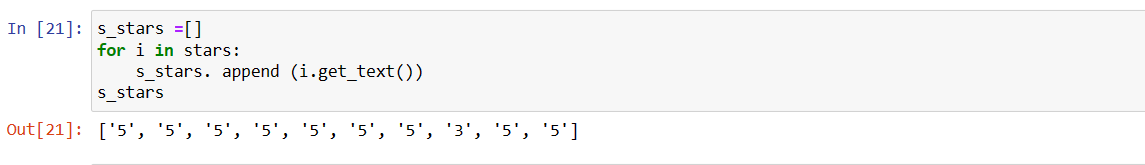 In [21]: s_stars =[]
for i in stars:
    s_stars. append (i.get_text())
s_stars
Out[21]: ['5', '5', '5', '5', '5', '5', '5', '3', '5', '5']